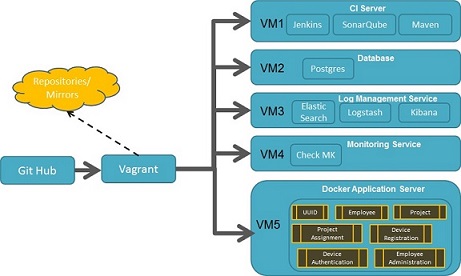 Repositories/
Mirrors
Git Hub
Vagrant
CI Server
VM1
Jenkins
SonarQube
Maven
Database
VM2
Postgres
Log Management Service
VM3
Elastic
Search
Logstash
Kibana
Monitoring Service
VM4
Check MK
Docker Application Server
VM5
UUID
Employee
Project
Project
Assignment
Device
Registration
Device
Authentication
Employee
Administration